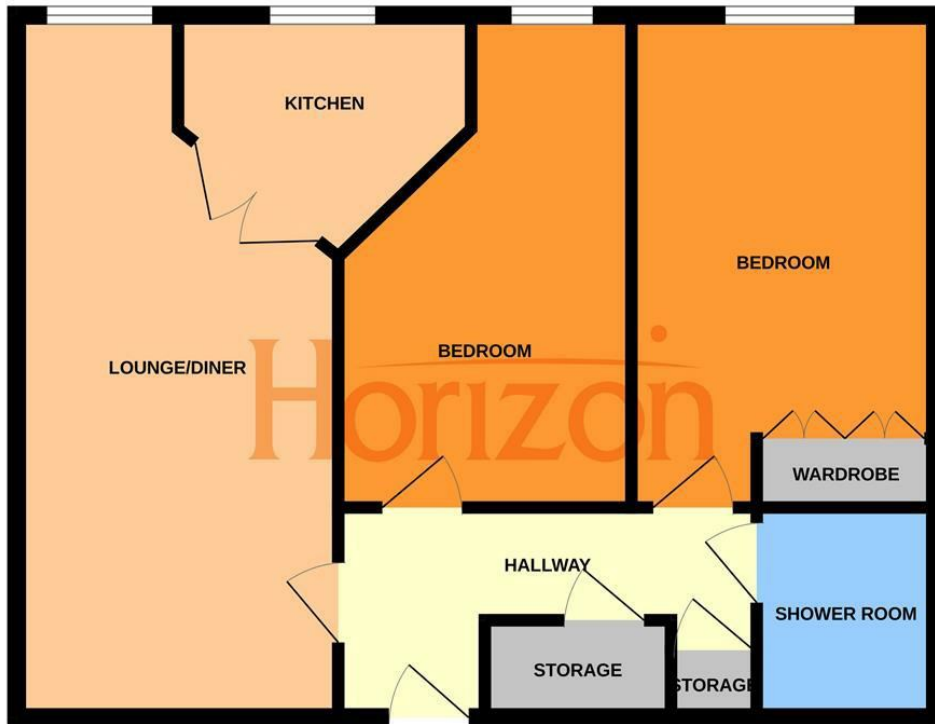 KITCHEN
BEDROOM
LOUNGE/DINER
BEDROOM
Horizon
WARDROBE
HALLWAY
SHOWER ROOM
STORAGE
STORAGE